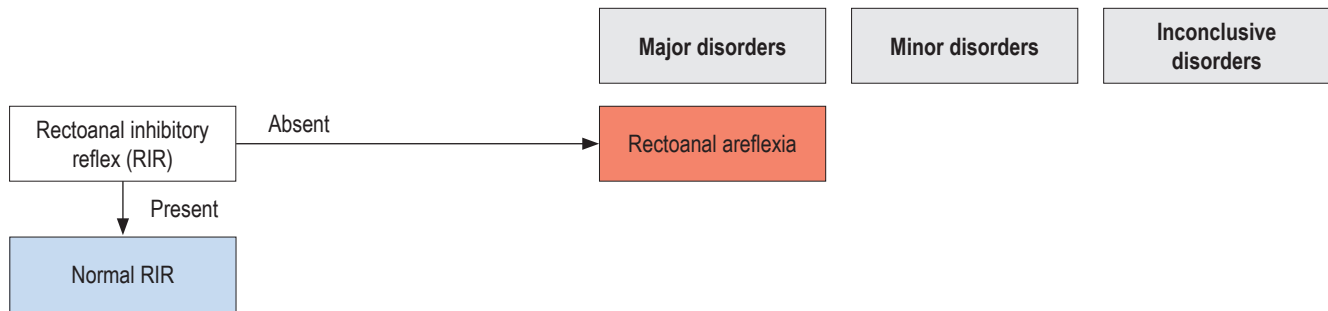 Major disorders
Minor disorders
Inconclusive
disorders
Rectoanal inhibitory
reflex (RIR)
Absent
Rectoanal areflexia
Present
Normal RIR